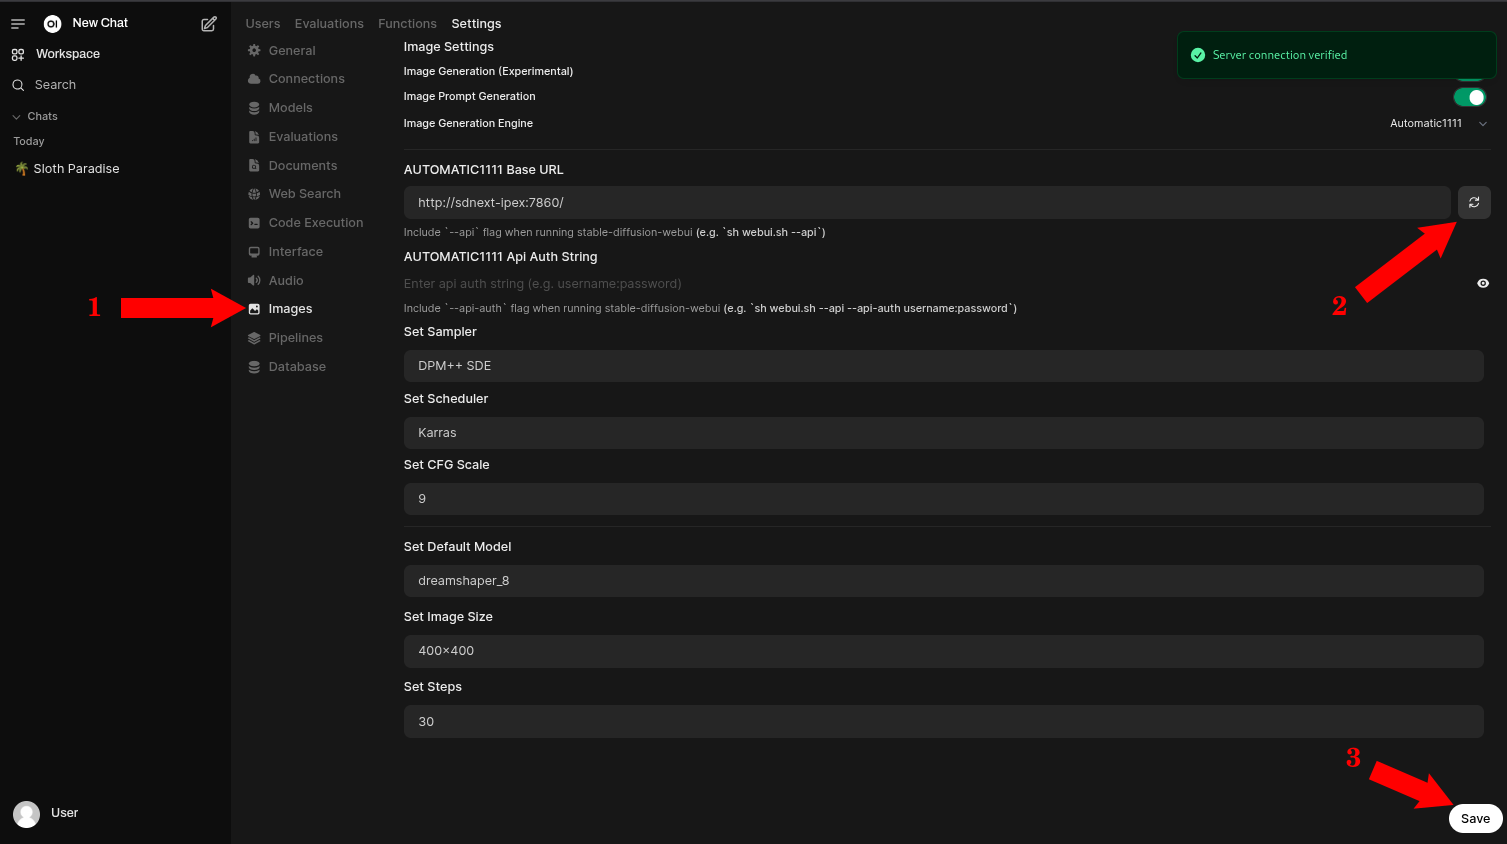 OI New Chat
Workspace
Search
Chats
Today
🌴 Sloth Paradise
User
Users Evaluations Functions Settings
General
Connections
Models
Evaluations
Documents
Web Search
Code Execution
Interface
Audio
Images
Pipelines
Database
1
Image Settings
Server connection verified
Image Generation (Experimental)
Image Prompt Generation
Image Generation Engine Automatic1111
AUTOMATIC1111 Base URL
http://sdnext-ipex:7860/
Include `--api` flag when running stable-diffusion-webui (e.g. `sh webui.sh --api`)
AUTOMATIC1111 Api Auth String
Enter api auth string (e.g. username:password)
Include `--api-auth` flag when running stable-diffusion-webui (e.g. `sh webui.sh --api --api-auth username:password`)
2
Set Sampler
DPM++ SDE
Set Scheduler
Karras
Set CFG Scale
9
Set Default Model
dreamshaper_8
Set Image Size
400x400
Set Steps
30
3
Save